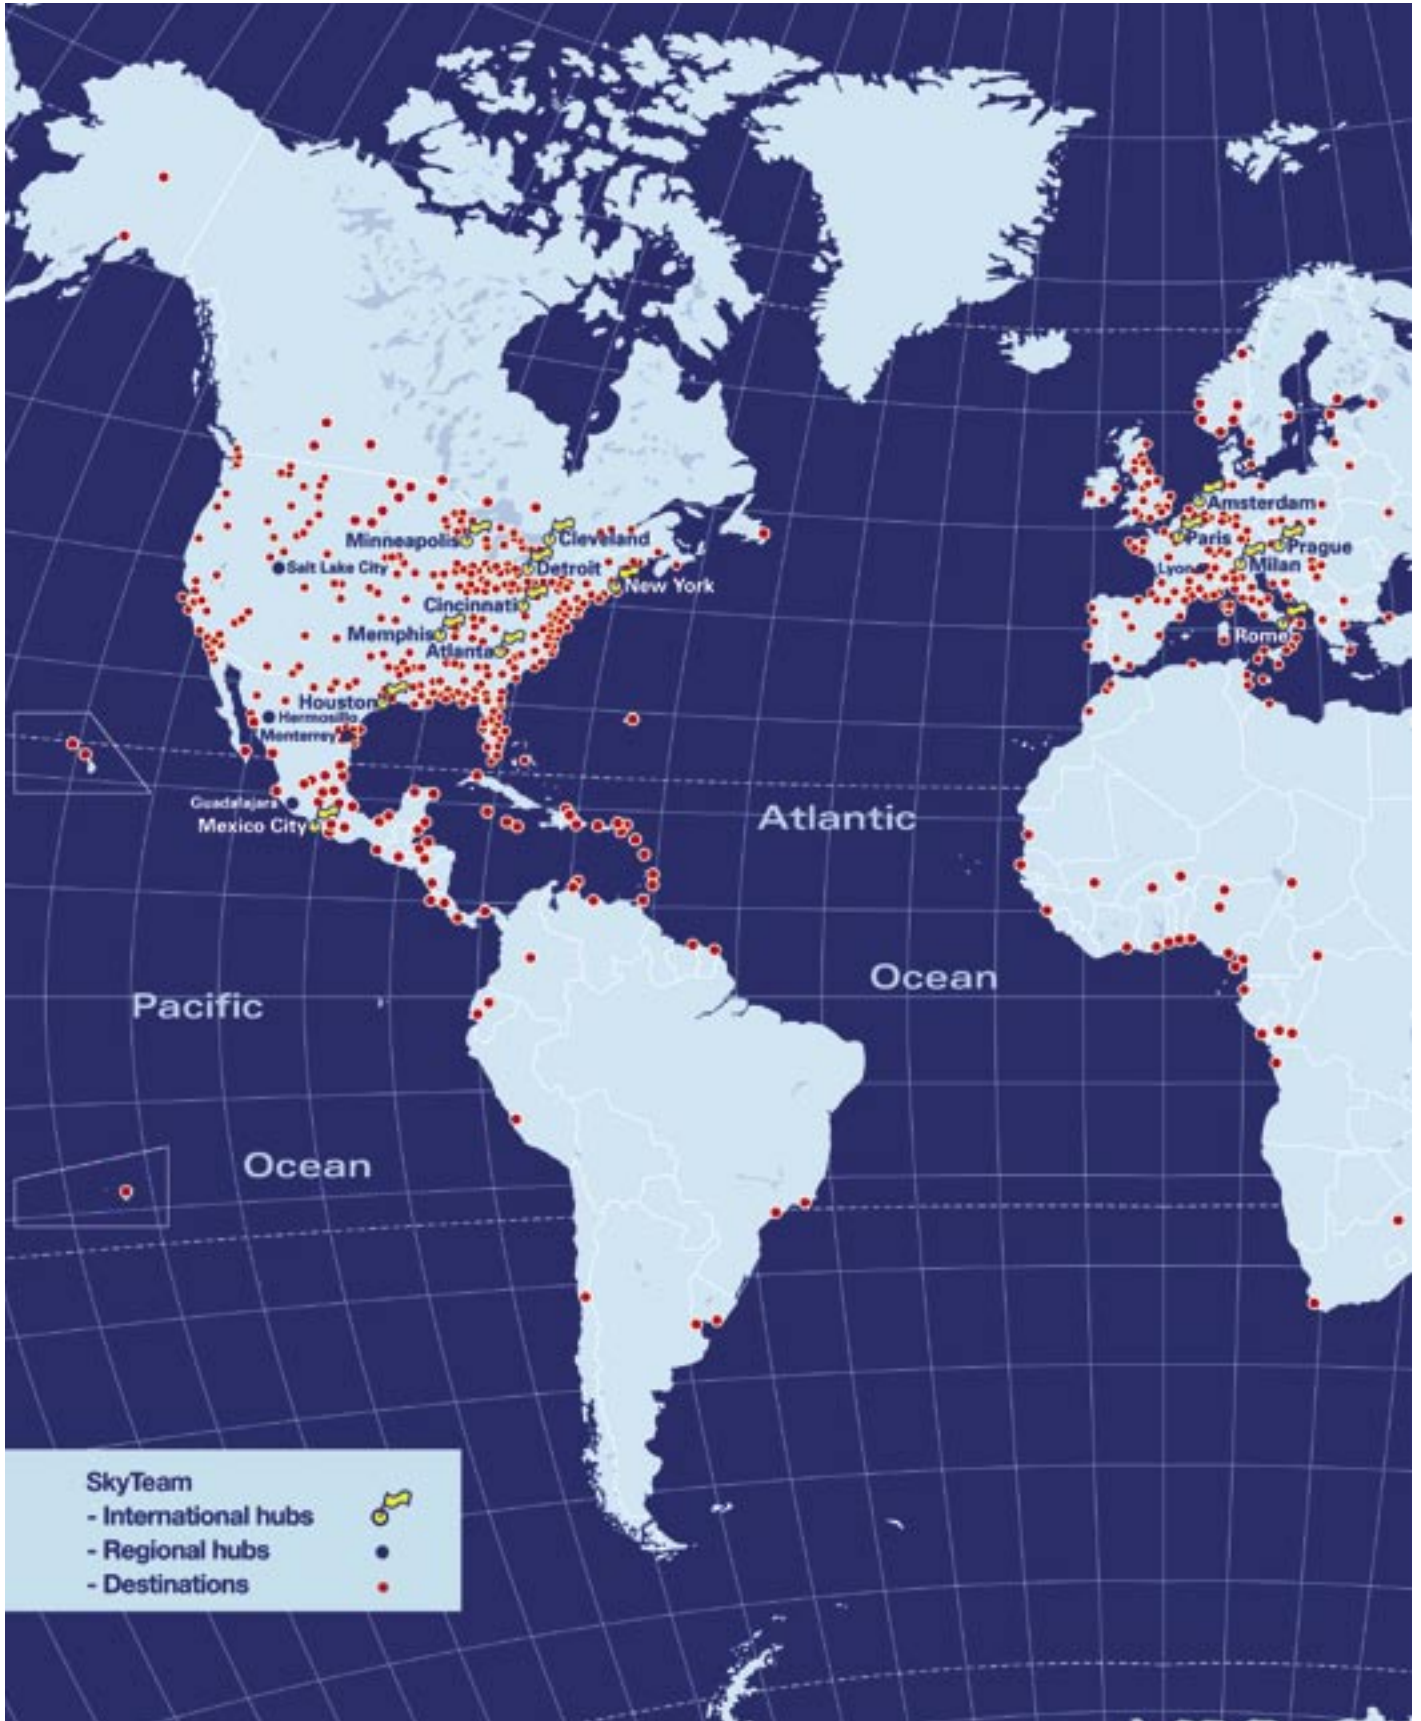 Amsterdam
Minneapolis
Cleveland
Paris
Prague
Salt Lake City
Detroit
Lyon
Milan
New York
Cincinnati
Memphis
Rome
Atlanta
Houston
Hermosillo
Monterrey
Guadalajara
Mexico City
Atlantic
Ocean
Pacific
Ocean
SkyTeam
- International hubs
- Regional hubs
- Destinations